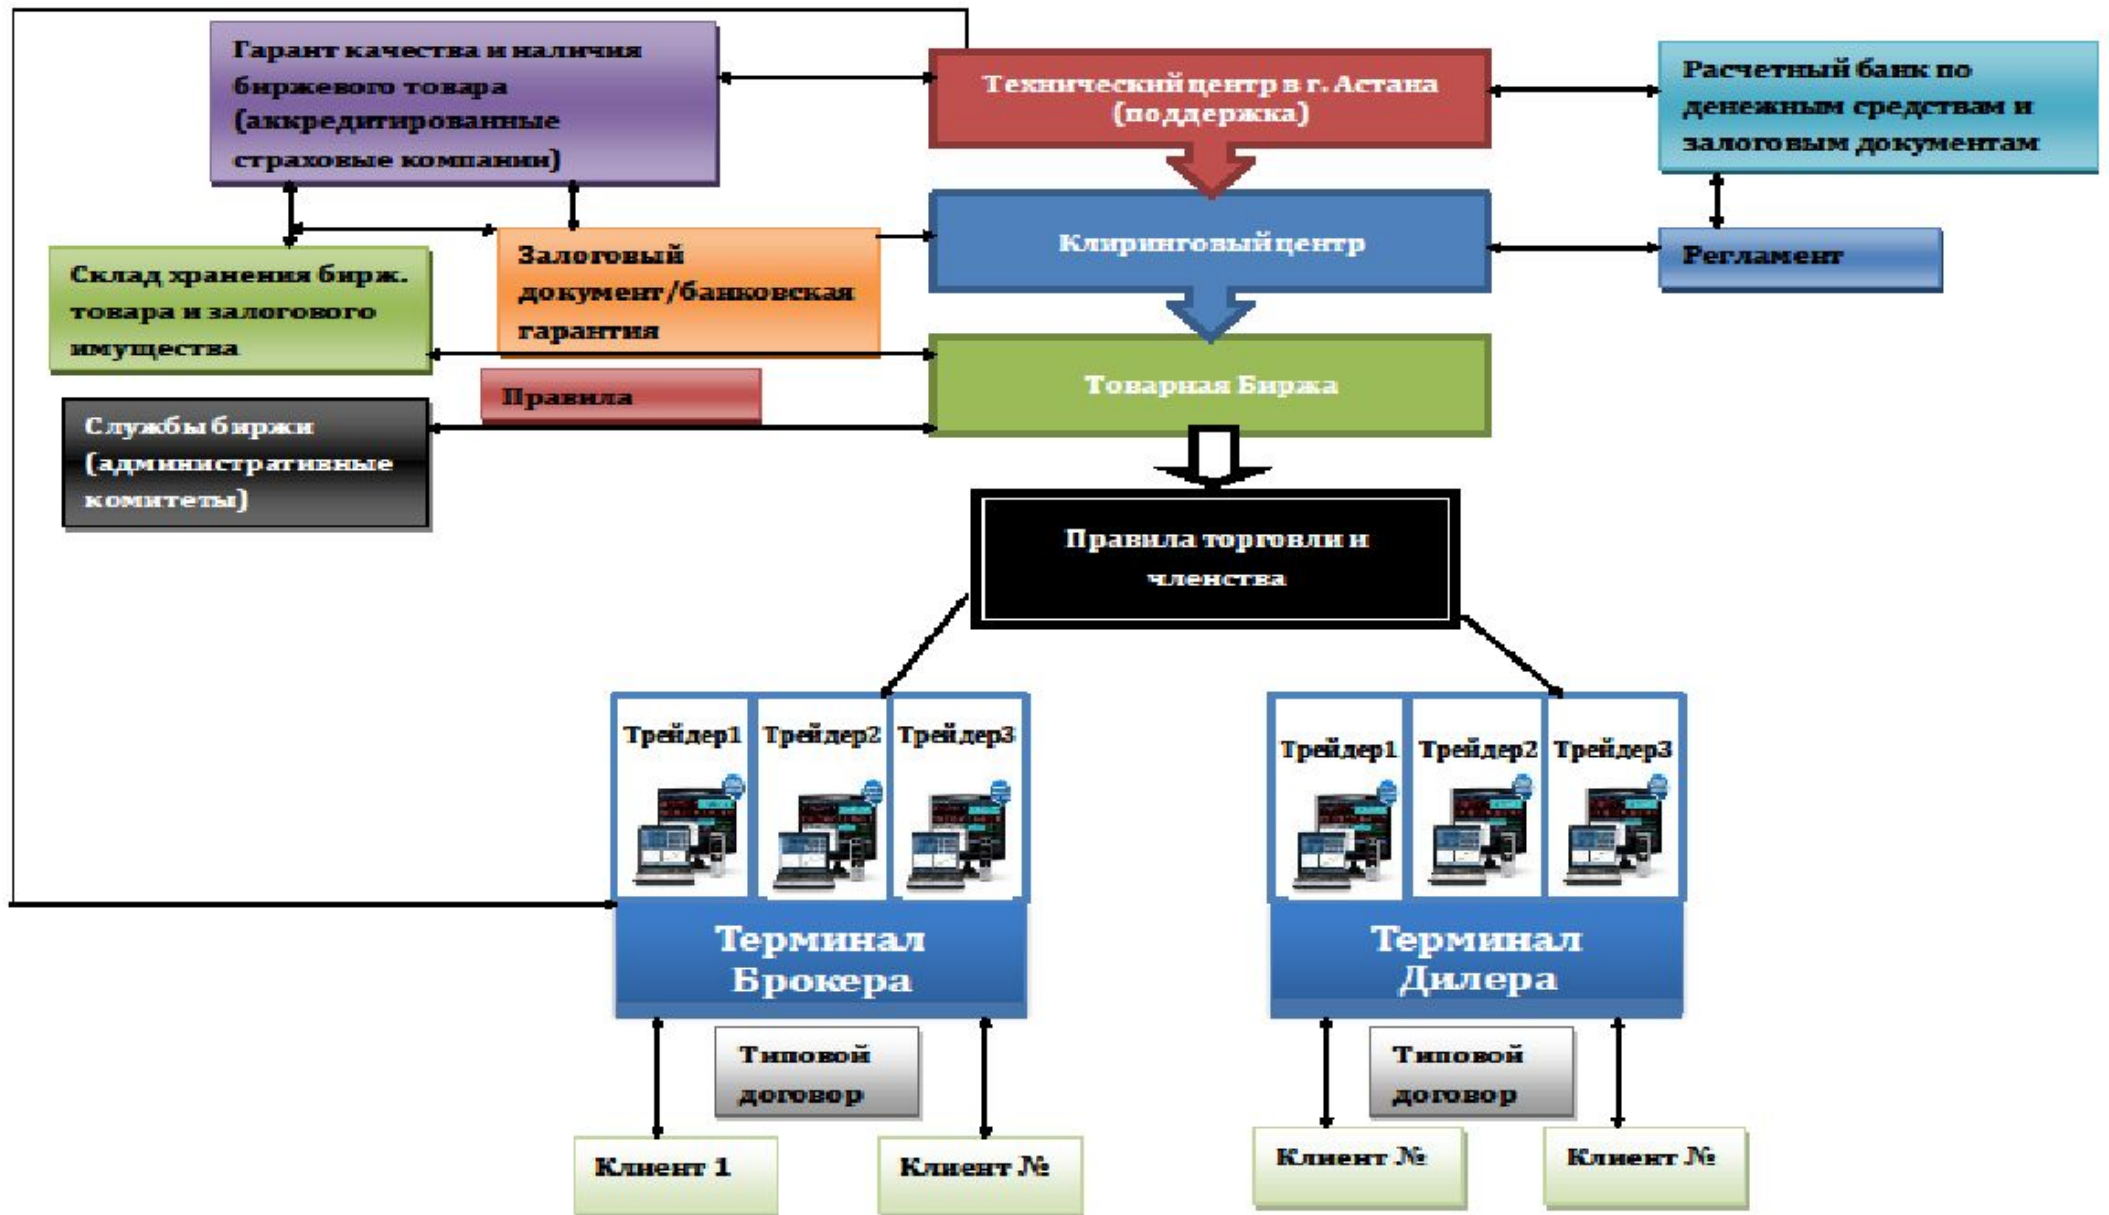 Гарант качества и наличия
биржевого товара
(аккредитированные
страховые компании)
Технический центр в г. Астана
(поддержка)
Расчетный банк по
денежным средствам и
залоговым документам
Клиринговый центр
Регламент
Залоговый
документ/банковская
гарантия
Склад хранения бирж.
товара и залогового
имущества
Товарная Биржа
Правила
Службы биржи
(административные
комитеты)
Правила торговли и
членства
Трейдер1
Трейдер2
Трейдер3
Трейдер1
Трейдер2
Трейдер3
Терминал
Брокера
Терминал
Дилера
Типовой
договор
Типовой
договор
Клиент 1
Клиент №
Клиент №
Клиент №